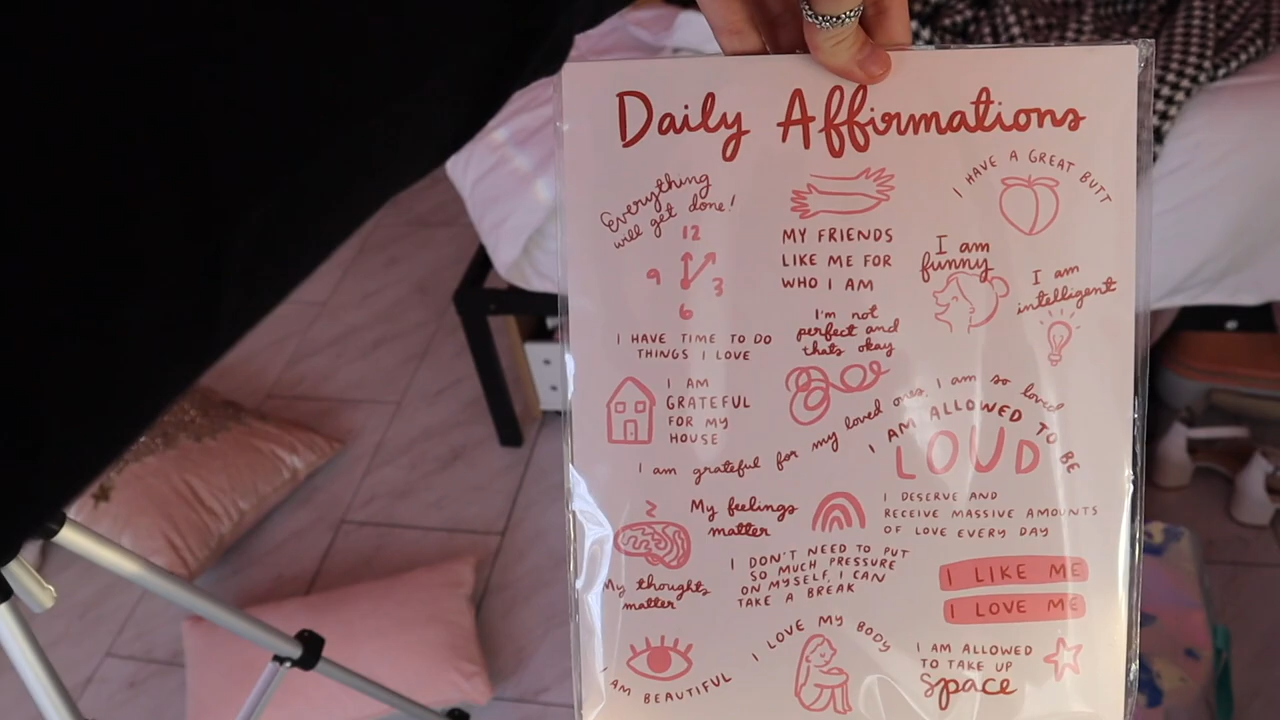 Daily Affirmations
Everything
will get done!
12
9
3
6
MY FRIENDS
LIKE ME FOR
WHO I AM
I HAVE A GREAT BUTT
I am
funny
I am
intelligent
I HAVE TIME TO DO
THINGS I LOVE
I'm not
perfect and
thats okay
I AM
GRATEFUL
FOR MY
HOUSE
I am grateful for my loved ones, I am so loved
I AM ALLOWED TO BE
LOUD
My feelings
matter
My thoughts
matter
I DESERVE AND
RECEIVE MASSIVE AMOUNTS
OF LOVE EVERY DAY
I DON'T NEED TO PUT
SO MUCH PRESSURE
ON MYSELF, I CAN
TAKE A BREAK
I LIKE ME
I LOVE ME
I AM BEAUTIFUL
I LOVE MY BODY
I AM ALLOWED
TO TAKE UP
space